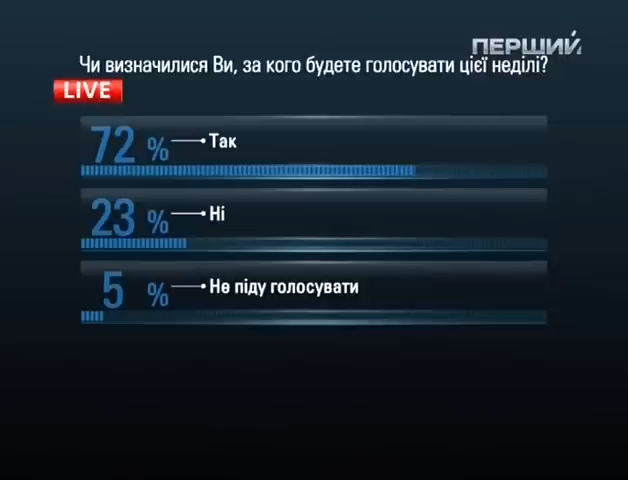 ПЕРШИЙ
Чи визначилися Ви, за кого будете голосувати цієї неділі?
LIVE
72 % Так
23 % Ні
5 % Не піду голосувати